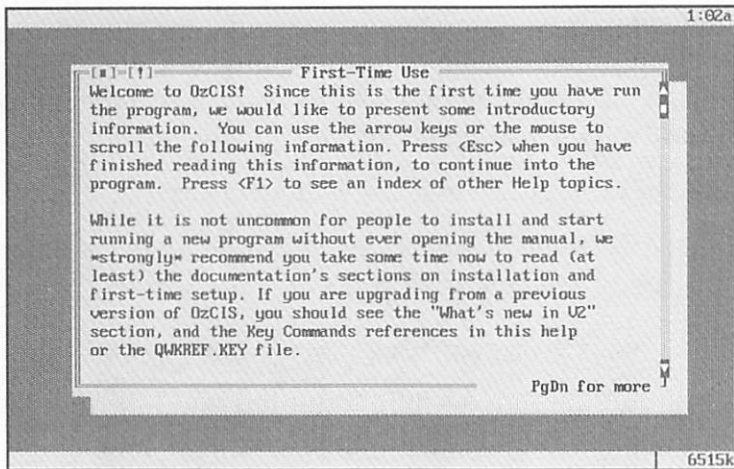 1:02a
[■]-[↑]
First-Time Use
Welcome to OzCIS! Since this is the first time you have run
the program, we would like to present some introductory
information. You can use the arrow keys or the mouse to
scroll the following information. Press <Esc> when you have
finished reading this information, to continue into the
program. Press <F1> to see an index of other Help topics.
While it is not uncommon for people to install and start
running a new program without ever opening the manual, we
*strongly* recommend you take some time now to read (at
least) the documentation's sections on installation and
first-time setup. If you are upgrading from a previous
version of OzCIS, you should see the "What's new in V2"
section, and the Key Commands references in this help
or the QWKREF.KEY file.
PgDn for more
6515k